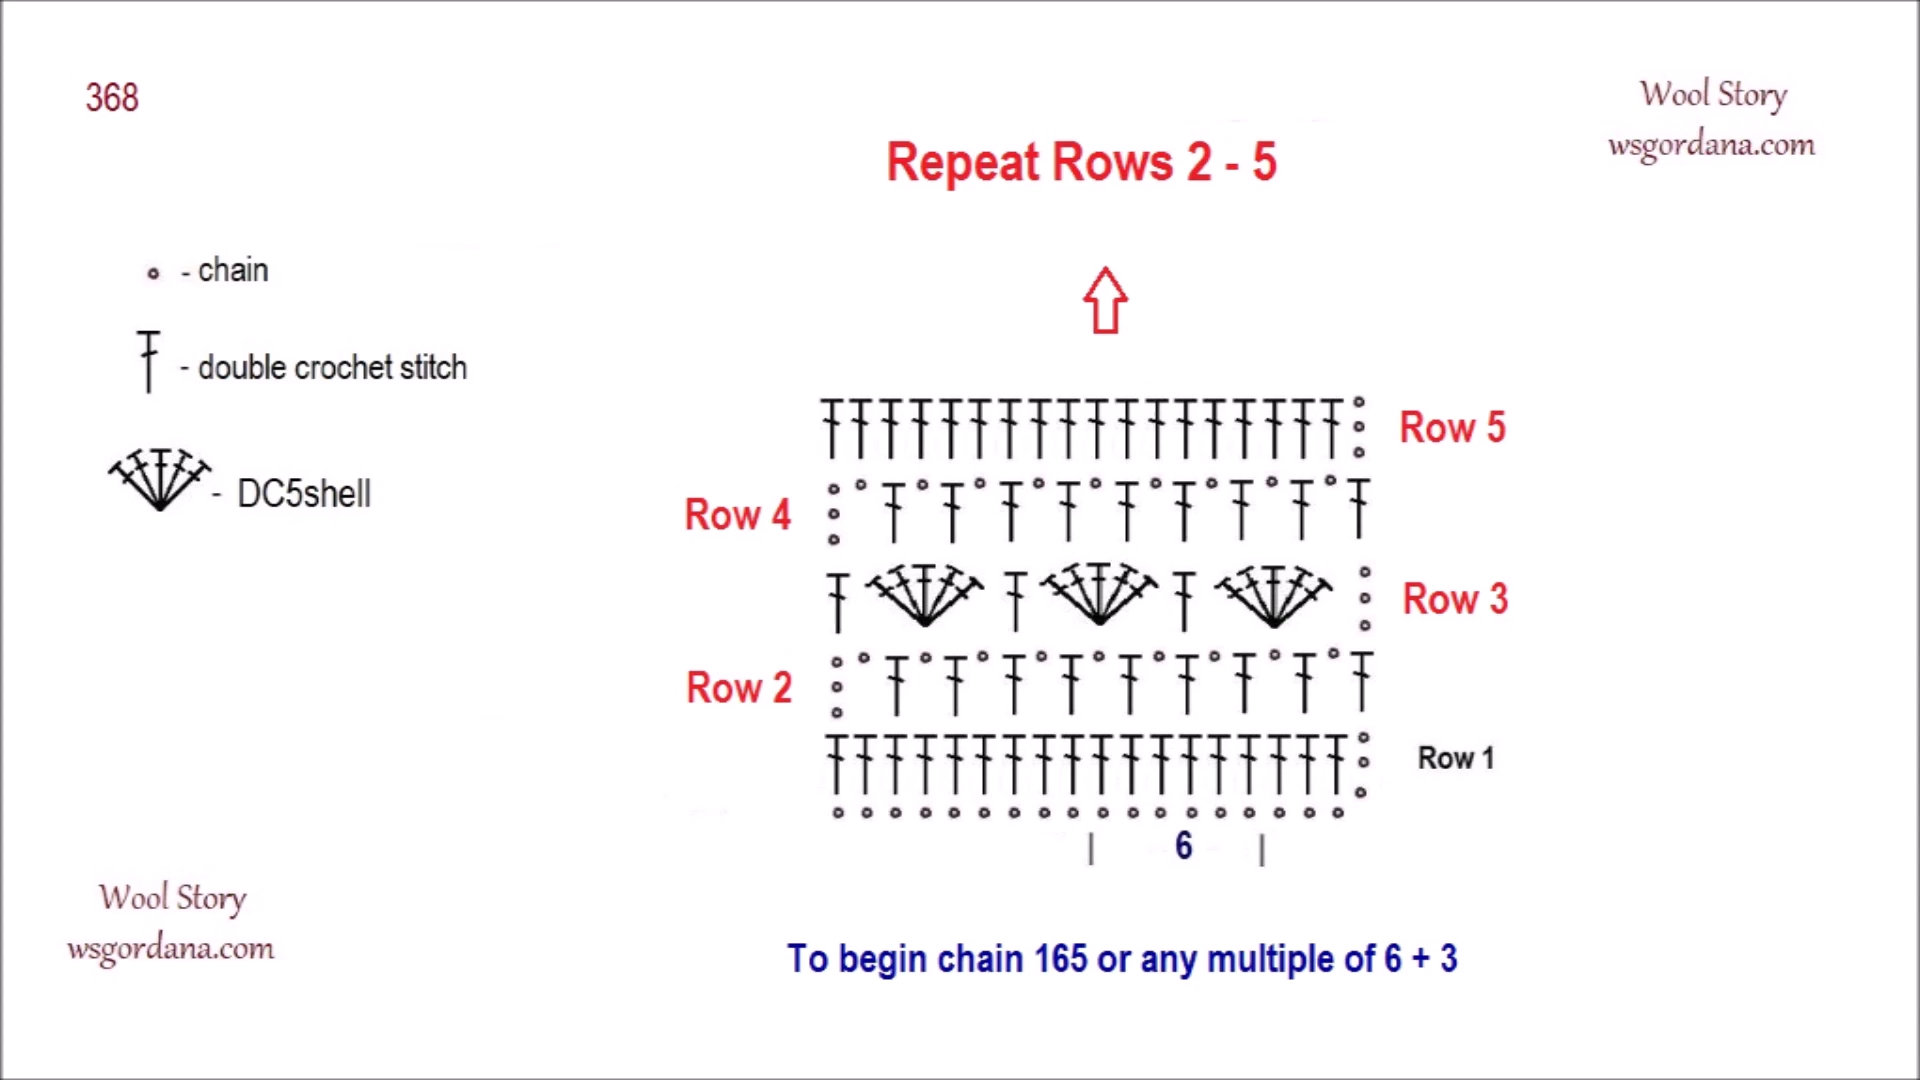 368
Wool Story
wsgordana.com
Repeat Rows 2 - 5
- chain
- double crochet stitch
- DC5shell
Row 5
Row 4
Row 3
Row 2
Row 1
6
Wool Story
wsgordana.com
To begin chain 165 or any multiple of 6 + 3